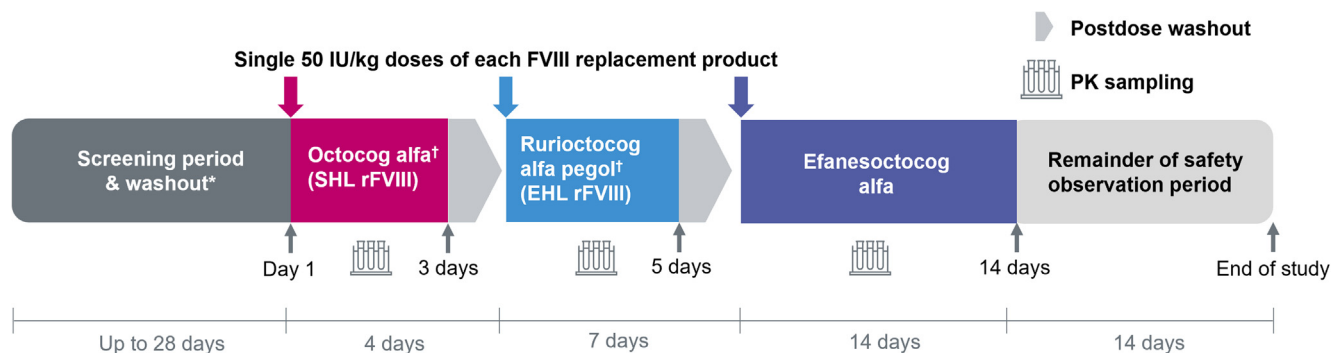 Postdose washout
Single 50 IU/kg doses of each FVIII replacement product
PK sampling
Screening period
& washout*
Octocog alfa†
(SHL rFVIII)
Rurioctocog
alfa pegol†
(EHL rFVIII)
Efanesoctocog
alfa
Remainder of safety
observation period
Day 1
3 days
5 days
14 days
End of study
Up to 28 days
4 days
7 days
14 days
14 days